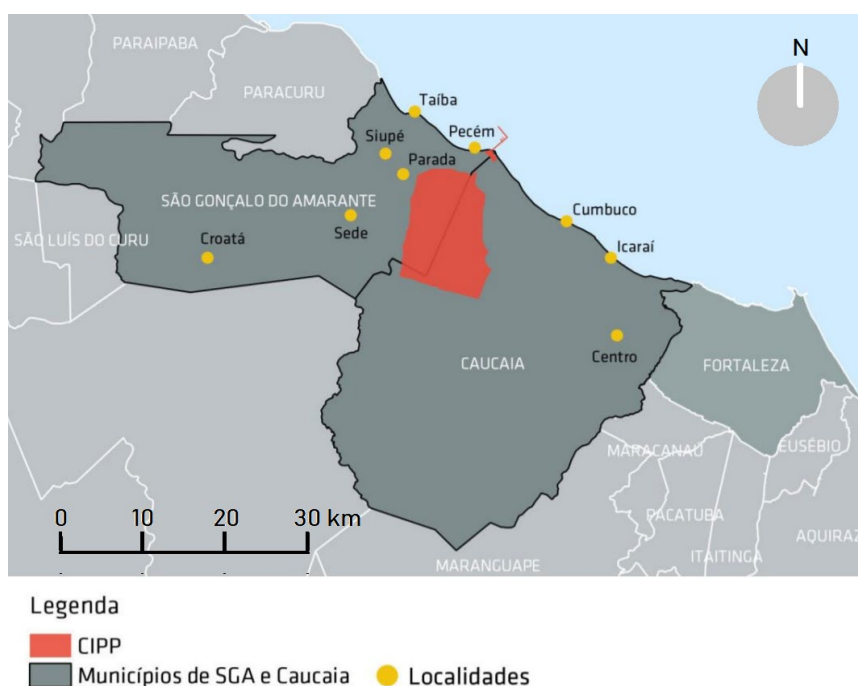 PARAIPABA
PARACURU
N
Taíba
Siupé
Pecém
Parada
SÃO GONÇALO DO AMARANTE
Cumbuco
Sede
SÃO LUÍS DO CURU
Croatá
Icaraí
CAUCAIA
Centro
FORTALEZA
MARACANAÚ
EUSÉBIO
PACATUBA
AQUIRAZ
ITAITINGA
MARANGUAPE
0 10 20 30 km
Legenda
CIPP
Municípios de SGA e Caucaia Localidades